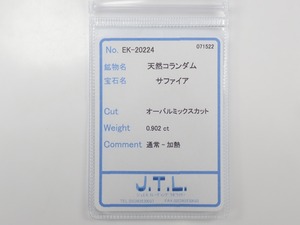 No. EK-20224
071522
鉱物名 天然コランダム
宝石名 サファイア
Cut オーバルミックスカット
Weight 0.902 ct
Comment 通常-加熱
J.T.L.